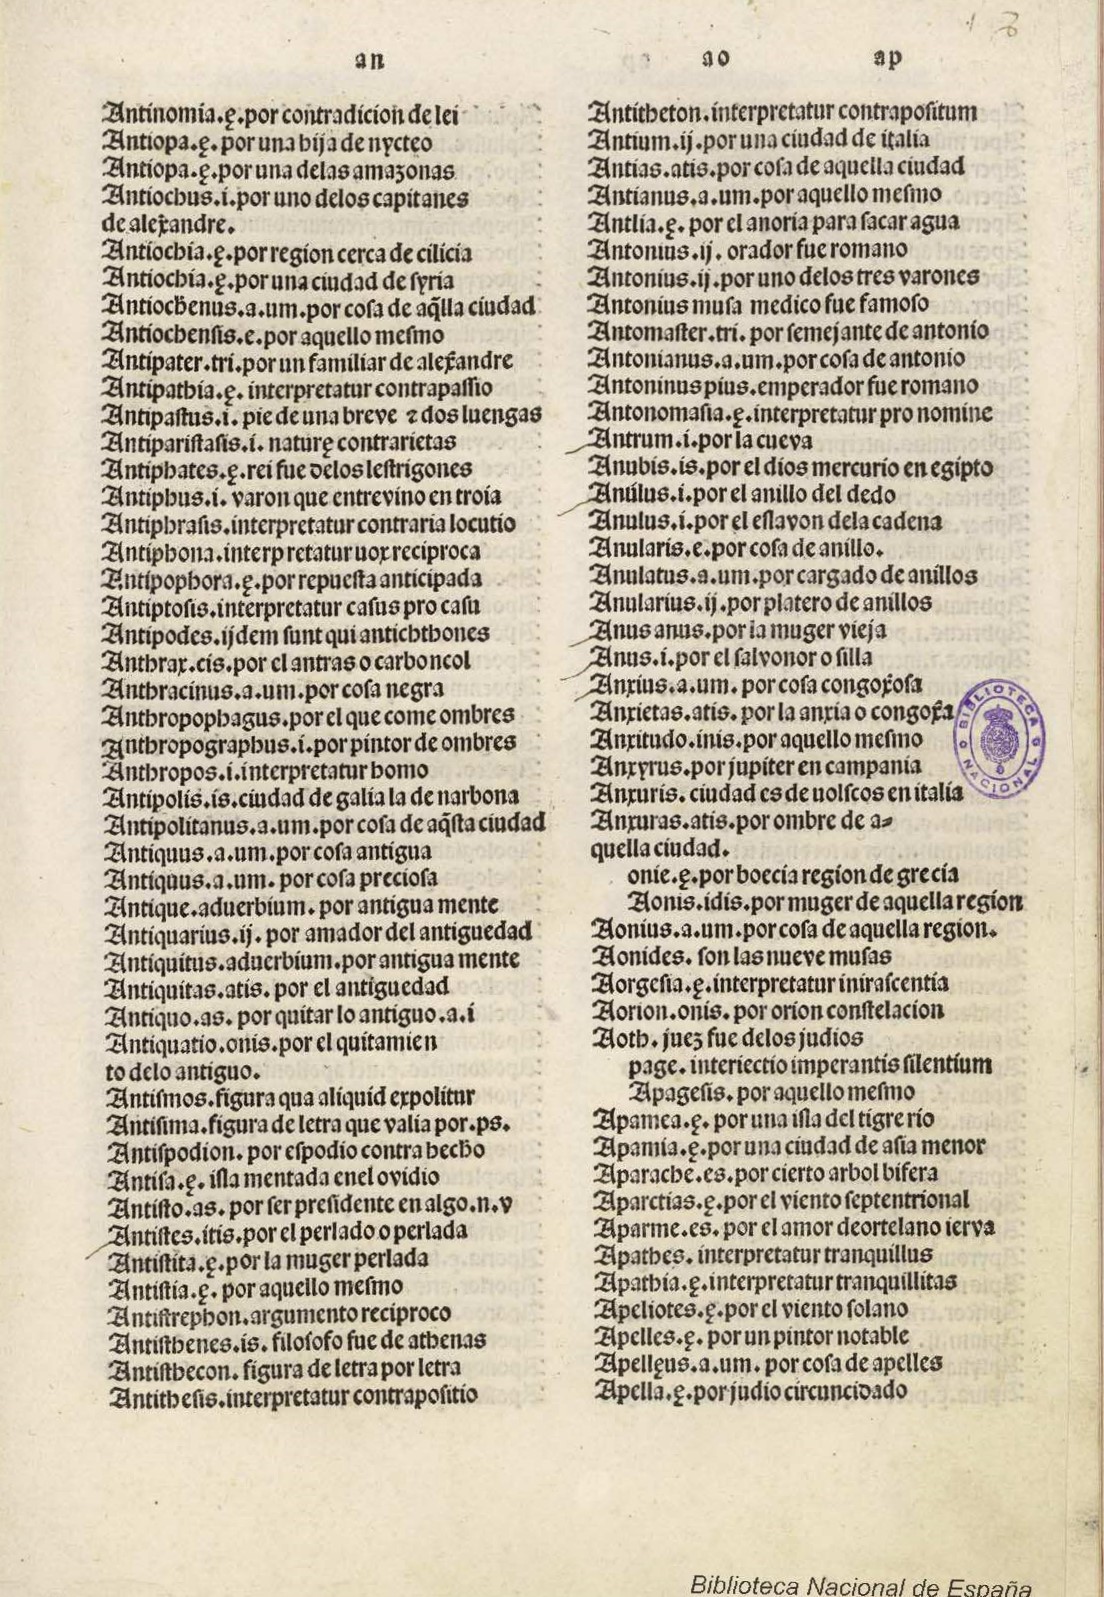 an
ao ap
Antinomia.ę.por contradicion de lei
Antiopa.ę.por una hija de nycteo
Antiopa.ę.por una delas amazonas
Antiochus.i.por uno delos capitanes
de alexandre.
Antiochia.ę.por region cerca de cilicia
Antiochia.ę.por una ciudad de syria
Antiochenus.a.um.por cosa de aq̃lla ciudad
Antiochensis.e.por aquello mesmo
Antipater.tri.por un familiar de alexandre
Antipathia.ę. interpretatur contrapassio
Antipastus.i. pie de una breve ⁊ dos luengas
Antiparistasis.i. naturę contrarietas
Antiphates.ę.rei fue delos lestrigones
Antiphus.i. varon que entrevino en troia
Antiphrasis.interpretatur contraria locutio
Antiphona.interpretatur uox reciproca
Antipophora.ę.por repuesta anticipada
Antiptosis.interpretatur casus pro casu
Antipodes.ijdem sunt qui antichthones
Anthrax.cis.por el antras o carboncol
Anthracinus.a.um.por cosa negra
Anthropophagus.por el que come ombres
Anthropographus.i.por pintor de ombres
Anthropos.i.interpretatur homo
Antipolis.is.ciudad de galia la de narbona
Antipolitanus.a.um.por cosa de aq̃sta ciudad
Antiquus.a.um.por cosa antigua
Antiquus.a.um. por cosa preciosa
Antique.aduerbium.por antigua mente
Antiquarius.ij. por amador del antiguedad
Antiquitus.aduerbium.por antigua mente
Antiquitas.atis. por el antiguedad
Antiquo.as. por quitar lo antiguo.a.i
Antiquatio.onis.por el quitamien
to delo antiguo.
Antismos.figura qua aliquid expolitur
Antisima.figura de letra que valia por.ps.
Antispodion. por espodio contra hecho
Antisa.ę. isla mentada enel ovidio
Antisto.as. por ser presidente en algo.n.v
Antistes.itis.por el perlado o perlada
Antistita.ę.por la muger perlada
Antistia.ę. por aquello mesmo
Antistrephon.argumento reciproco
Antisthenes.is. filosofo fue de athenas
Antisthecon. figura de letra por letra
Antithesis.interpretatur contrapositio
Antitheton.interpretatur contrapositum
Antium.ij.por una ciudad de italia
Antias.atis.por cosa de aquella ciudad
Antianus.a.um.por aquello mesmo
Antlia.ę. por el anoria para sacar agua
Antonius.ij. orador fue romano
Antonius.ij.por uno delos tres varones
Antonius musa medico fue famoso
Antomaster.tri. por semejante de antonio
Antonianus.a.um.por cosa de antonio
Antoninus pius.emperador fue romano
Antonomasia.ę.interpretatur pro nomine
Antrum.i.por la cueva
Anubis.is.por el dios mercurio en egipto
Anulus.i.por el anillo del dedo
Anulus.i.por el eslavon dela cadena
Anularis.e.por cosa de anillo.
Anulatus.a.um.por cargado de anillos
Anularius.ij.por platero de anillos
Anus anus.por la muger vieja
Anus.i.por el salvonor o silla
Anxius.a.um. por cosa congoxosa
Anxietas.atis. por la anxia o congoxa
Anxitudo.inis.por aquello mesmo
Anxyrus.por jupiter en campania
Anxuris. ciudad es de uolscos en italia
Anxuras.atis.por ombre de a-
quella ciudad.
onie.ę.por boecia region de grecia
Aonis.idis.por muger de aquella region
Aonius.a.um.por cosa de aquella region.
Aonides. son las nueve musas
Aorgesia.ę.interpretatur inirascentia
Aorion.onis. por orion constelacion
Aoth. juez fue delos judios
page. interiectio imperantis silentium
Apagesis. por aquello mesmo
Apamea.ę. por una isla del tigre rio
Apamia.ę.por una ciudad de asia menor
Aparache.es.por cierto arbol bifera
Aparctias.ę.por el viento septentrional
Aparme.es. por el amor deortelano ierva
Apathes. interpretatur tranquillus
Apathia.ę.interpretatur tranquillitas
Apeliotes.ę.por el viento solano
Apelles.ę. por un pintor notable
Apellęus.a.um. por cosa de apelles
Apella.ę.por judio circuncidado
BIBLIOTECA NACIONAL
Biblioteca Nacional de España